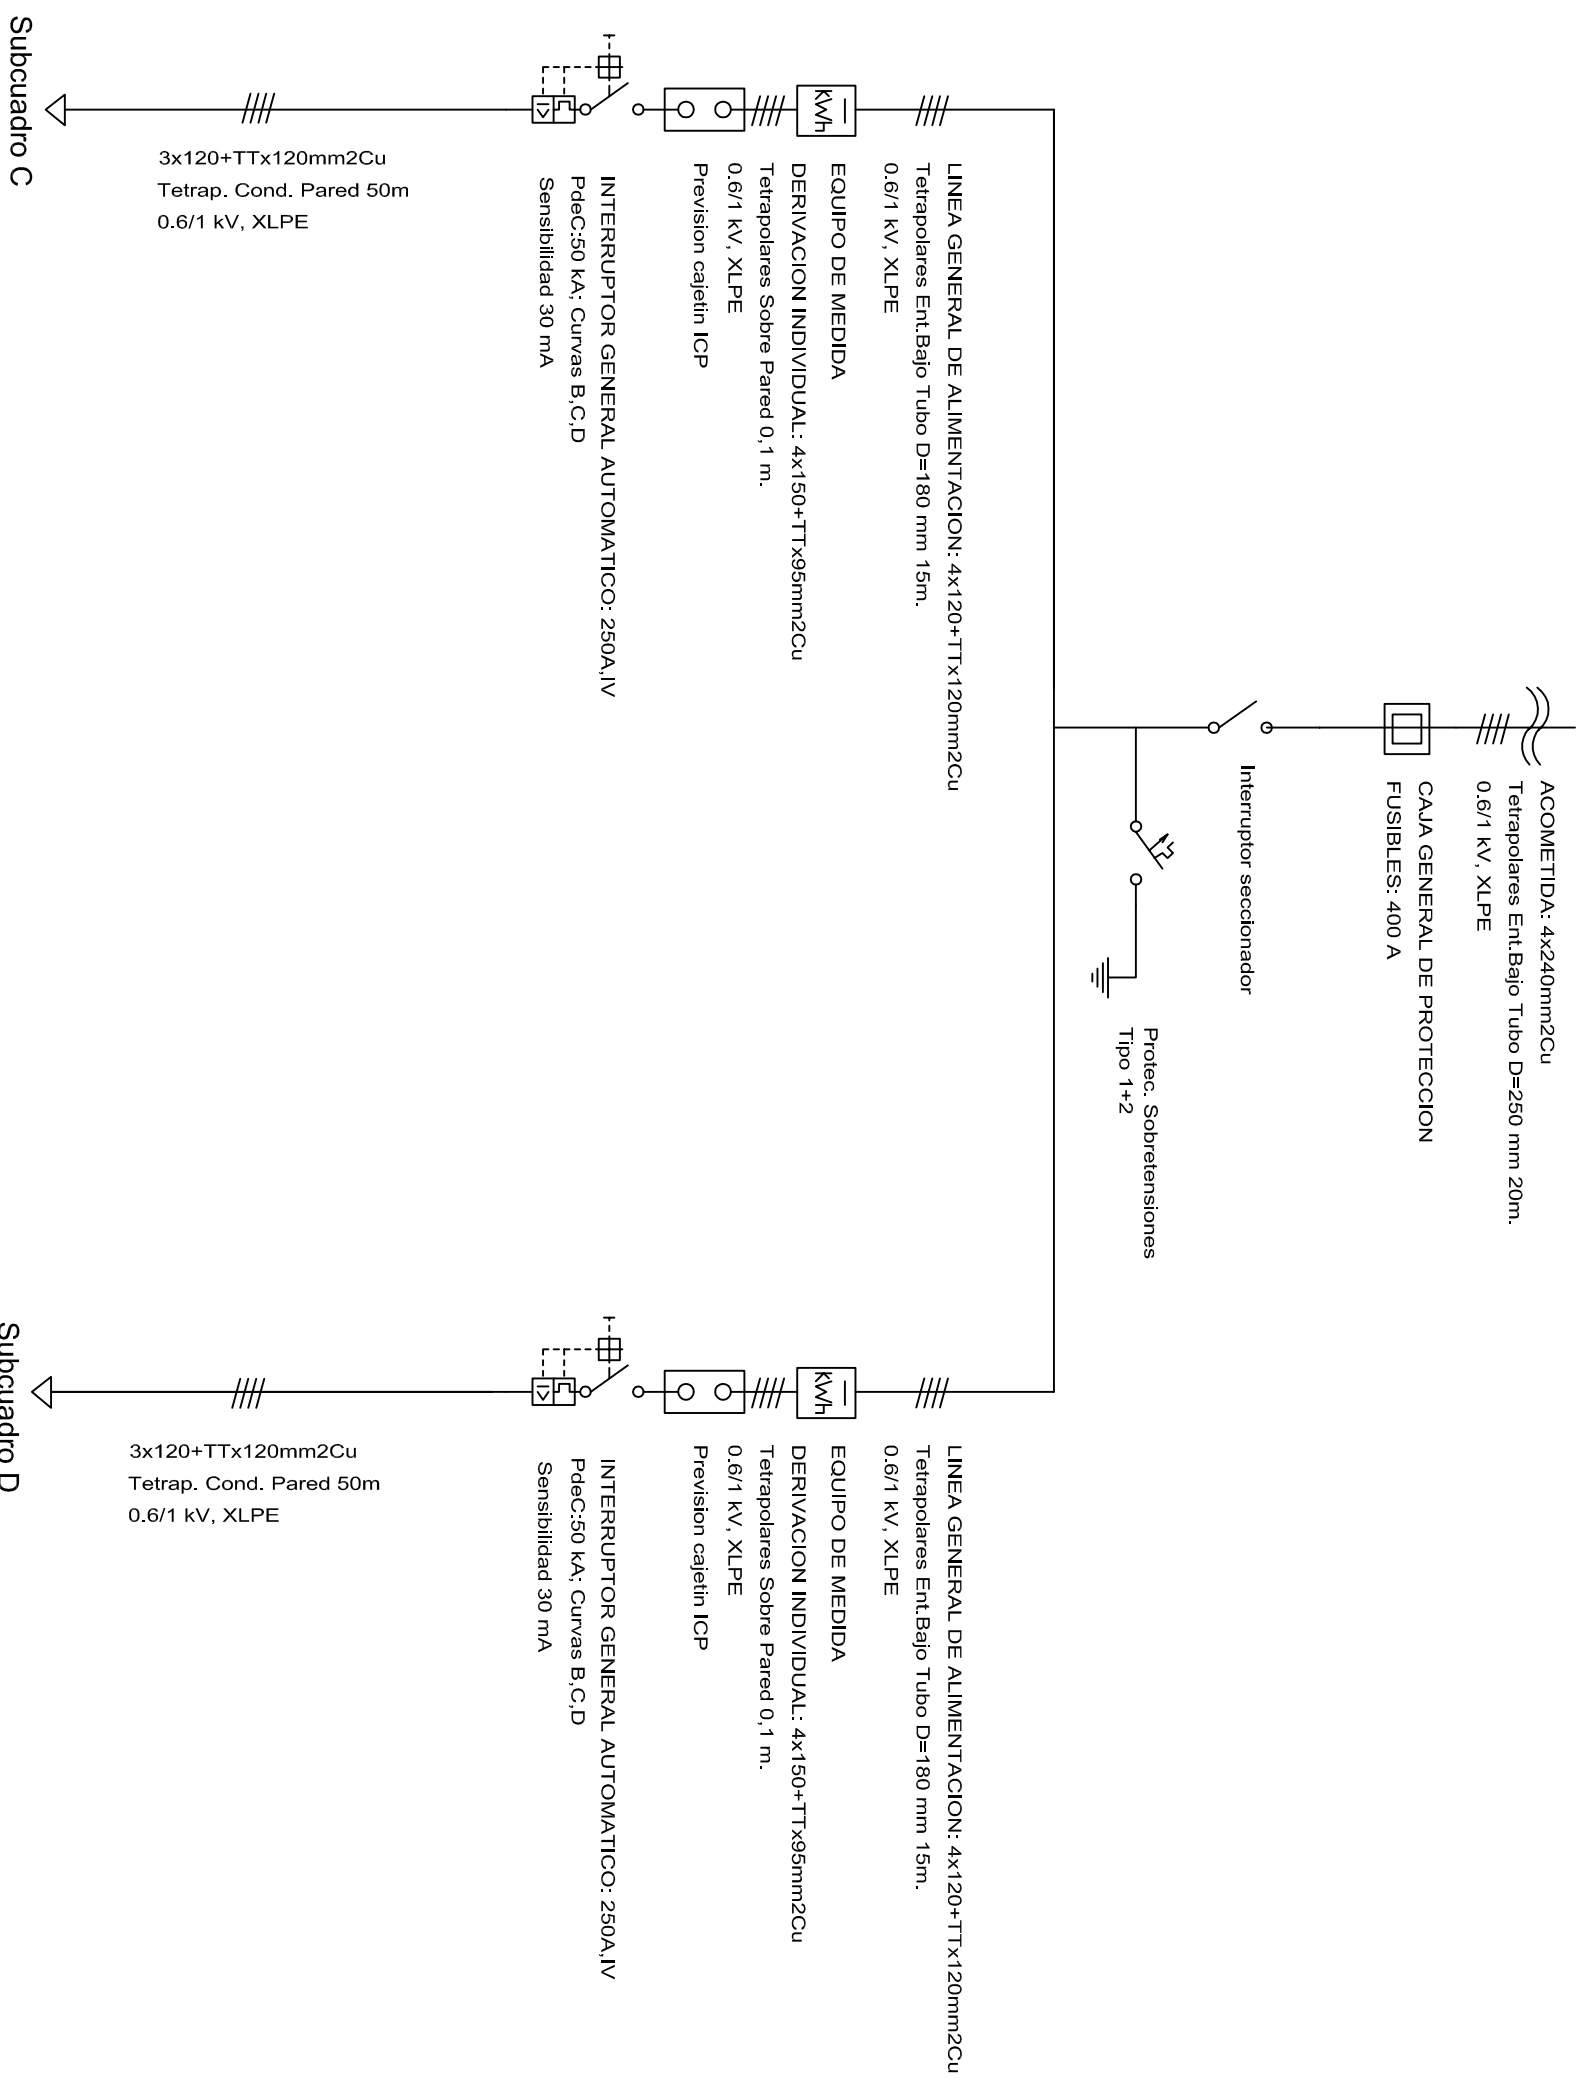 ACOMETIDA: 4x240mm2Cu
Tetrapolares Ent.Bajo Tubo D=250 mm 20m.
0.6/1 kV, XLPE
CAJA GENERAL DE PROTECCION
FUSIBLES: 400 A
Interruptor seccionador
Protec. Sobretensiones
Tipo 1+2
LINEA GENERAL DE ALIMENTACION: 4x120+TTx120mm2Cu
Tetrapolares Ent.Bajo Tubo D=180 mm 15m.
0.6/1 kV, XLPE
KWh
EQUIPO DE MEDIDA
DERIVACION INDIVIDUAL: 4x150+TTx95mm2Cu
Tetrapolares Sobre Pared 0,1 m.
0.6/1 kV, XLPE
Prevision cajetin ICP
INTERRUPTOR GENERAL AUTOMATICO: 250A,IV
PdeC:50 kA; Curvas B,C,D
Sensibilidad 30 mA
I>
3x120+TTx120mm2Cu
Tetrap. Cond. Pared 50m
0.6/1 kV, XLPE
Subcuadro C
LINEA GENERAL DE ALIMENTACION: 4x120+TTx120mm2Cu
Tetrapolares Ent.Bajo Tubo D=180 mm 15m.
0.6/1 kV, XLPE
KWh
EQUIPO DE MEDIDA
DERIVACION INDIVIDUAL: 4x150+TTx95mm2Cu
Tetrapolares Sobre Pared 0,1 m.
0.6/1 kV, XLPE
Prevision cajetin ICP
INTERRUPTOR GENERAL AUTOMATICO: 250A,IV
PdeC:50 kA; Curvas B,C,D
Sensibilidad 30 mA
I>
3x120+TTx120mm2Cu
Tetrap. Cond. Pared 50m
0.6/1 kV, XLPE
Subcuadro D